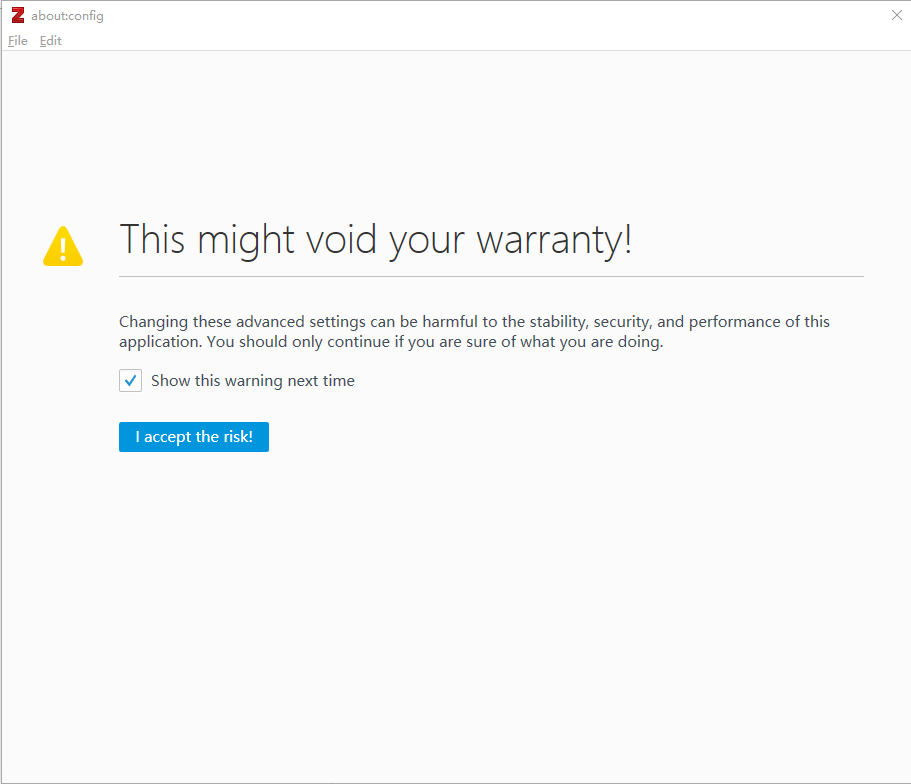 Z about:config
File Edit
This might void your warranty!
Changing these advanced settings can be harmful to the stability, security, and performance of this
application. You should only continue if you are sure of what you are doing.
Show this warning next time
I accept the risk!